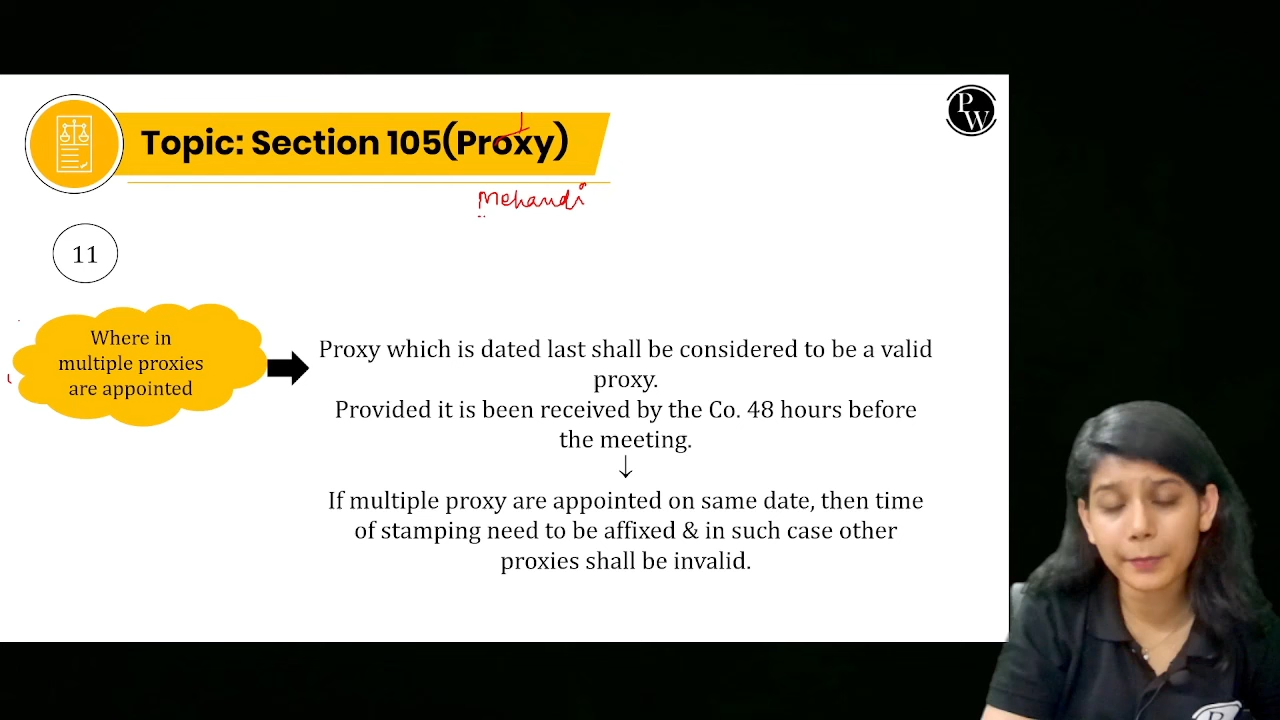 PW
Topic: Section 105(Proxy)
Mehandi
11
Where in
multiple proxies
are appointed
Proxy which is dated last shall be considered to be a valid
proxy.
Provided it is been received by the Co. 48 hours before
the meeting.
↓
If multiple proxy are appointed on same date, then time
of stamping need to be affixed & in such case other
proxies shall be invalid.
PW